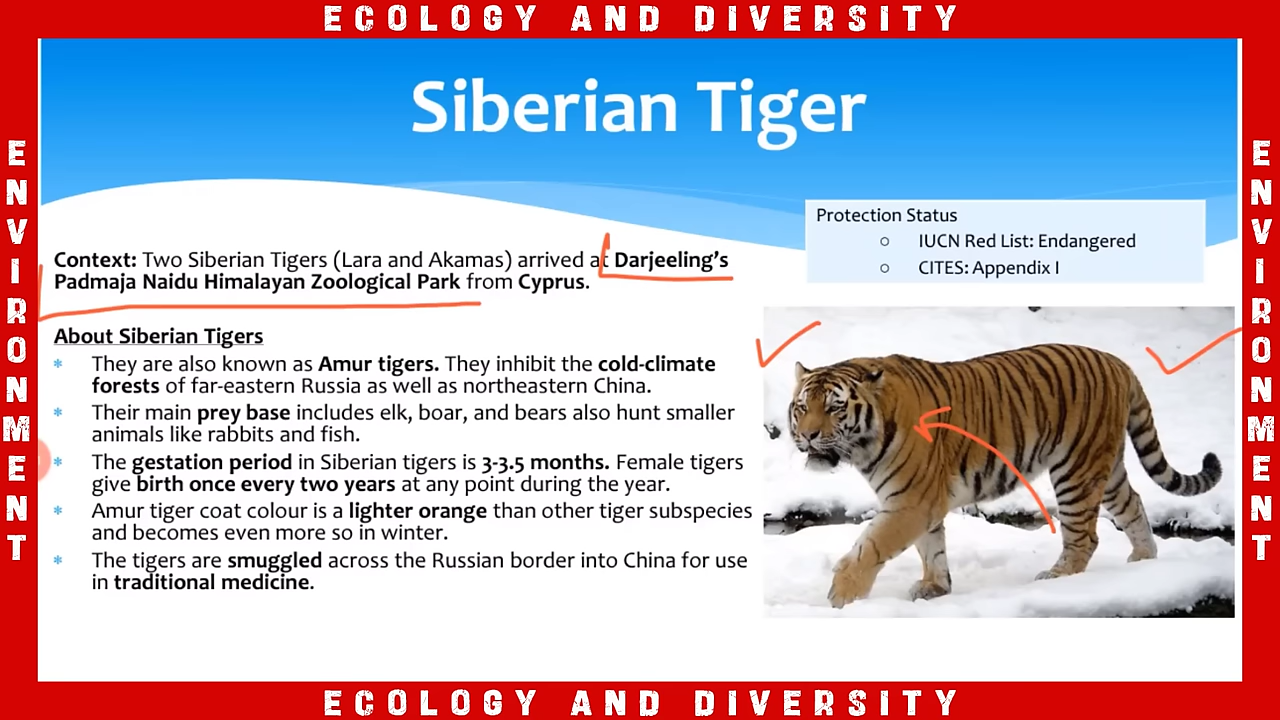 ECOLOGY AND DIVERSITY
Siberian Tiger
Protection Status
IUCN Red List: Endangered
CITES: Appendix I
Context: Two Siberian Tigers (Lara and Akamas) arrived at Darjeeling's
Padmaja Naidu Himalayan Zoological Park from Cyprus.
About Siberian Tigers
They are also known as Amur tigers. They inhibit the cold-climate
forests of far-eastern Russia as well as northeastern China.
Their main prey base includes elk, boar, and bears also hunt smaller
animals like rabbits and fish.
The gestation period in Siberian tigers is 3-3.5 months. Female tigers
give birth once every two years at any point during the year.
Amur tiger coat colour is a lighter orange than other tiger subspecies
and becomes even more so in winter.
The tigers are smuggled across the Russian border into China for use
in traditional medicine.
ENVIRONMENT
ENVIRONMENT
ECOLOGY AND DIVERSITY